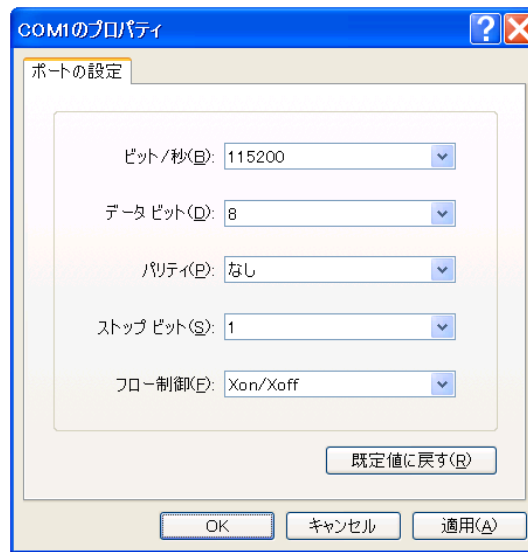 COM1のプロパティ
ポートの設定
ビット/秒(B): 115200
データ ビット(D): 8
パリティ(P): なし
ストップ ビット(S): 1
フロー制御(F): Xon/Xoff
既定値に戻す(R)
OK キャンセル 適用(A)